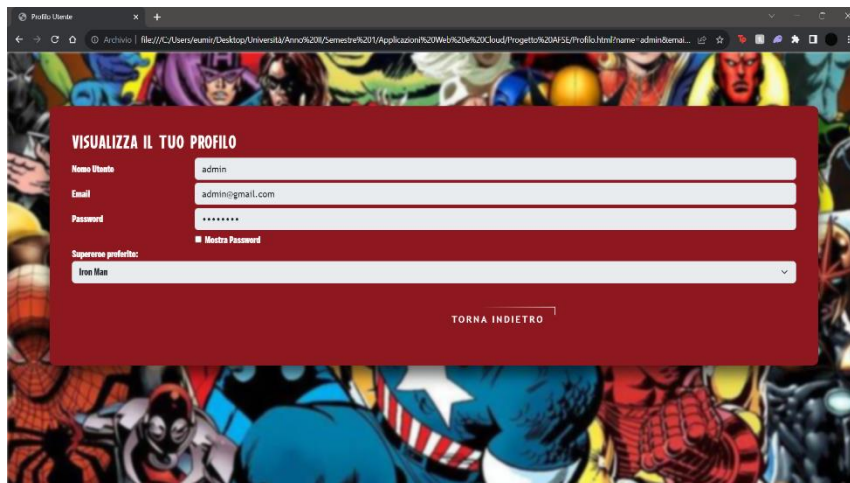 Profilo Utente
Archivio | file:///C:/Users/eumir/Desktop/Università/Anno%20II/Semestre%201/Applicazioni%20Web%20e%20Cloud/Progetto%20AFSE/Profilo.html?name=admin&emai...
VISUALIZZA IL TUO PROFILO
Nome Utente admin
Email admin@gmail.com
Password ••••••••
Mostra Password
Supereroe preferito:
Iron Man
TORNA INDIETRO